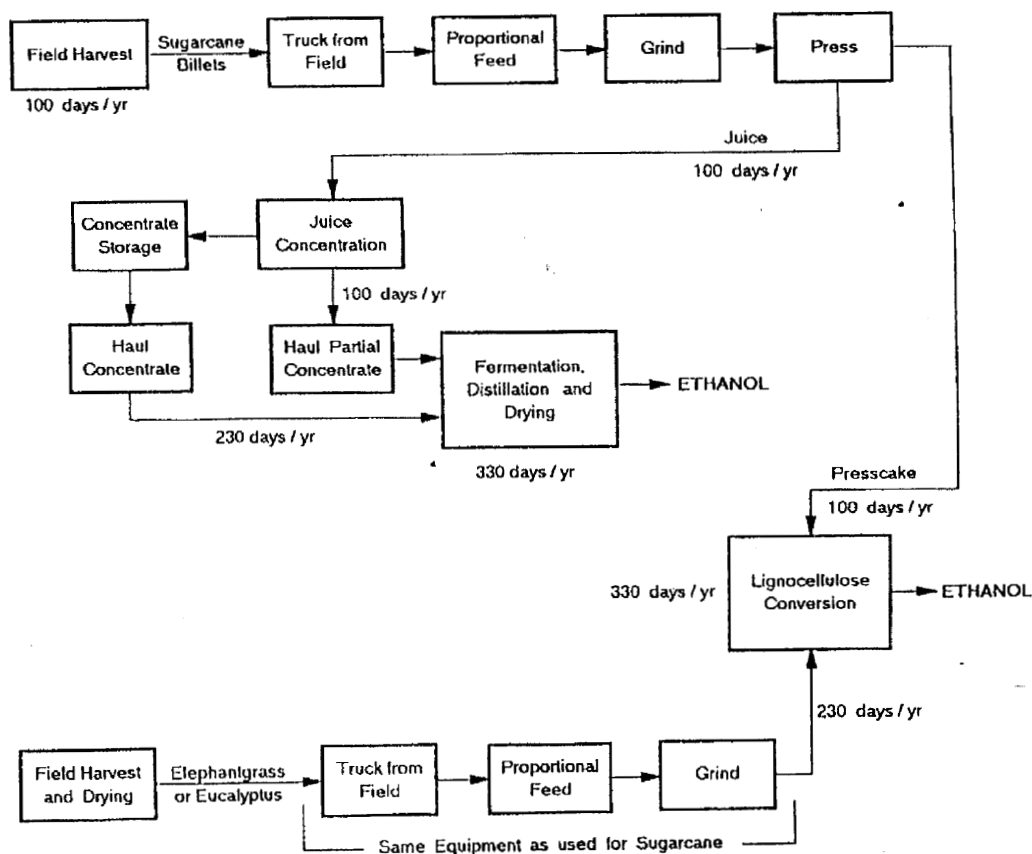 Field Harvest
Sugarcane
Billets
Truck from
Field
Proportional
Feed
Grind
Press
100 days / yr
Juice
100 days / yr
Concentrate
Storage
Juice
Concentration
100 days / yr
Haul
Concentrate
Haul Partial
Concentrate
Fermentation,
Distillation and
Drying
ETHANOL
230 days / yr
330 days / yr
Presscake
100 days / yr
330 days / yr
Lignocellulose
Conversion
ETHANOL
230 days / yr
Field Harvest
and Drying
Elephantgrass
or Eucalyptus
Truck from
Field
Proportional
Feed
Grind
Same Equipment as used for Sugarcane